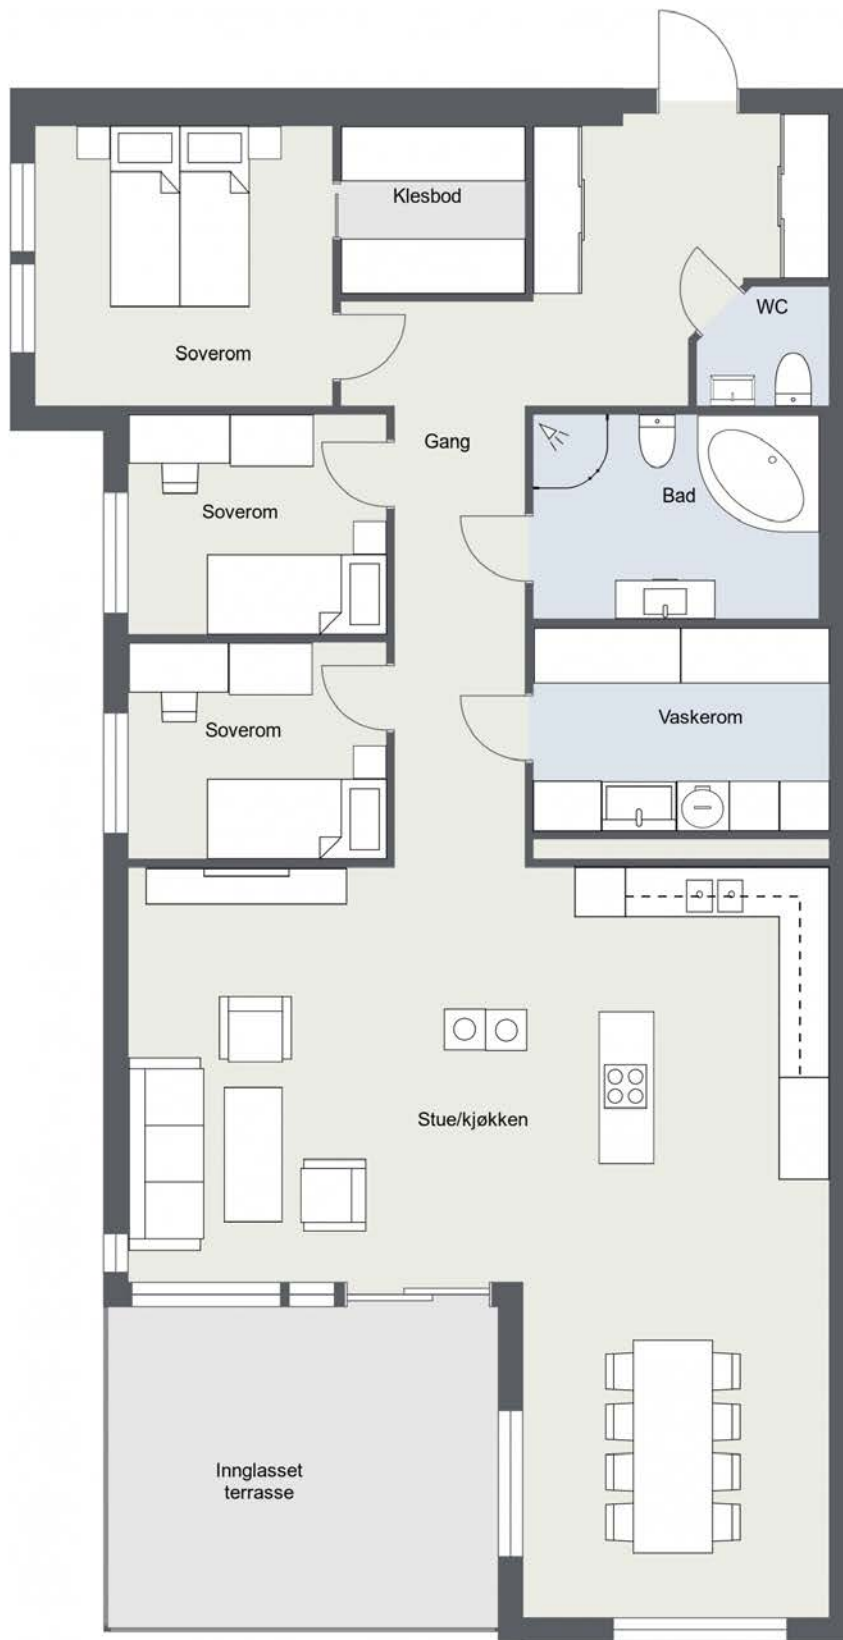 Klesbod
WC
Soverom
Gang
Bad
Soverom
Vaskerom
Soverom
Stue/kjøkken
Innglasset
terrasse